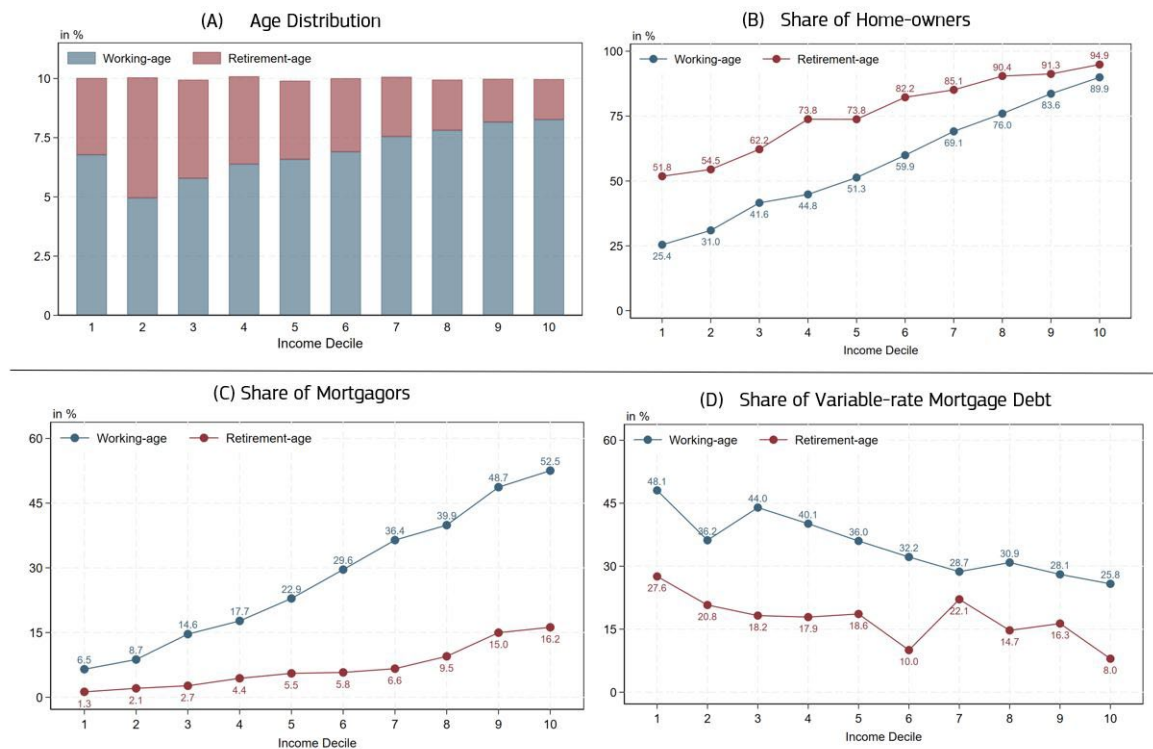 (A) Age Distribution
in %
Working-age Retirement-age
10
7.5
5
2.5
0
1 2 3 4 5 6 7 8 9 10
Income Decile
(B) Share of Home-owners
in %
Working-age Retirement-age
100
75
50
25
0
51.8 54.5 62.2 73.8 73.8 82.2 85.1 90.4 91.3 94.9
25.4 31.0 41.6 44.8 51.3 59.9 69.1 76.0 83.6 89.9
1 2 3 4 5 6 7 8 9 10
Income Decile
(C) Share of Mortgagors
in %
Working-age Retirement-age
60
45
30
15
0
6.5 8.7 14.6 17.7 22.9 29.6 36.4 39.9 48.7 52.5
1.3 2.1 2.7 4.4 5.5 5.8 6.6 9.5 15.0 16.2
1 2 3 4 5 6 7 8 9 10
Income Decile
(D) Share of Variable-rate Mortgage Debt
in %
Working-age Retirement-age
60
45
30
15
0
48.1 36.2 44.0 40.1 36.0 32.2 28.7 30.9 28.1 25.8
27.6 20.8 18.2 17.9 18.6 10.0 22.1 14.7 16.3 8.0
1 2 3 4 5 6 7 8 9 10
Income Decile